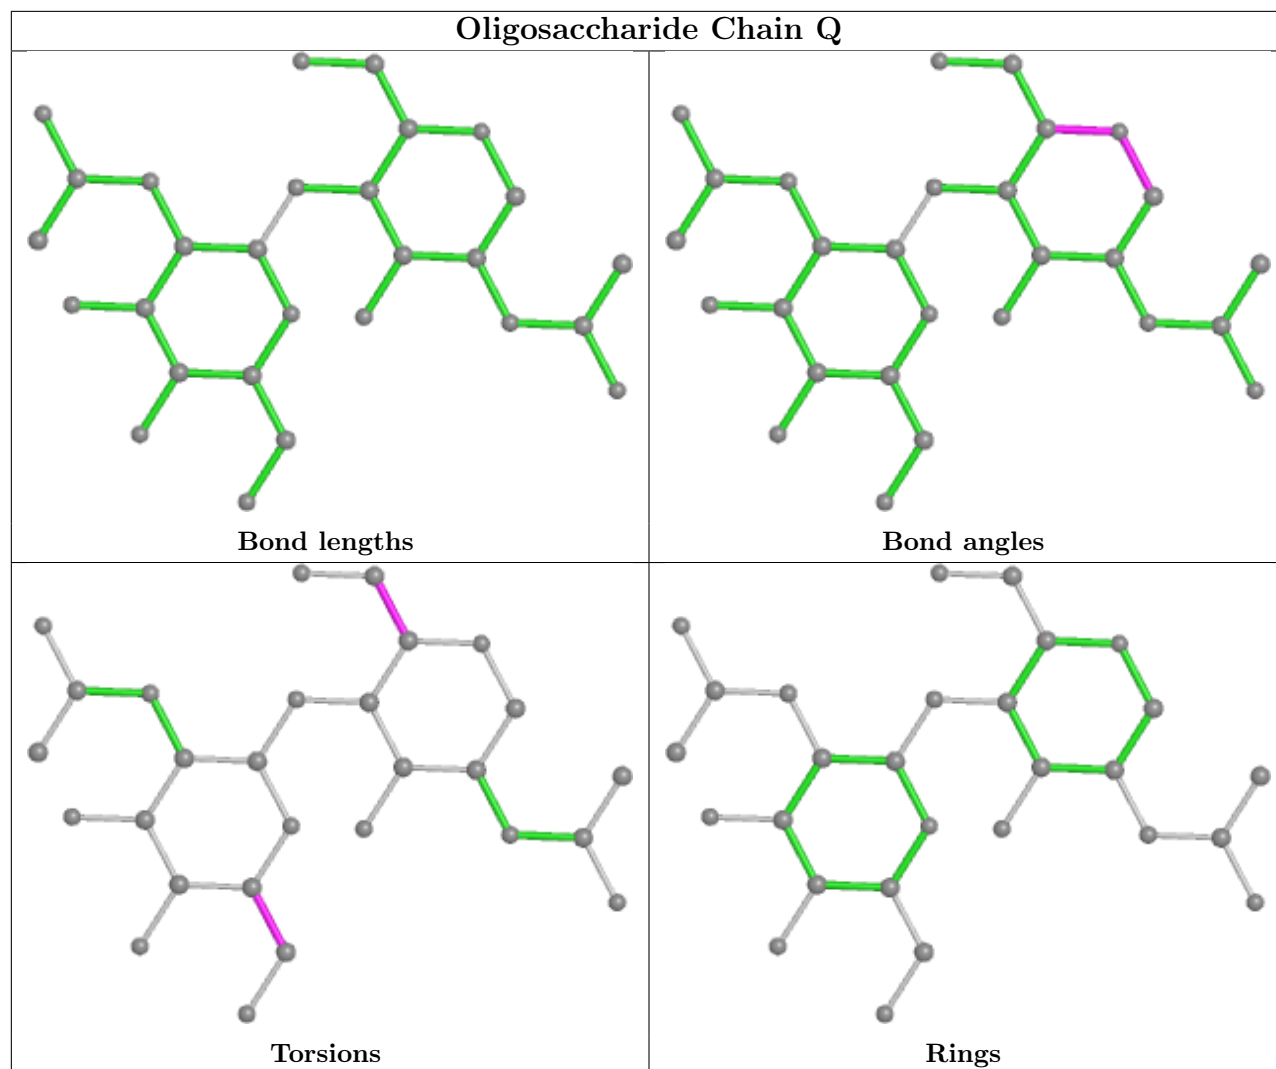 Oligosaccharide Chain Q
Bond lengths
Bond angles
Torsions
Rings